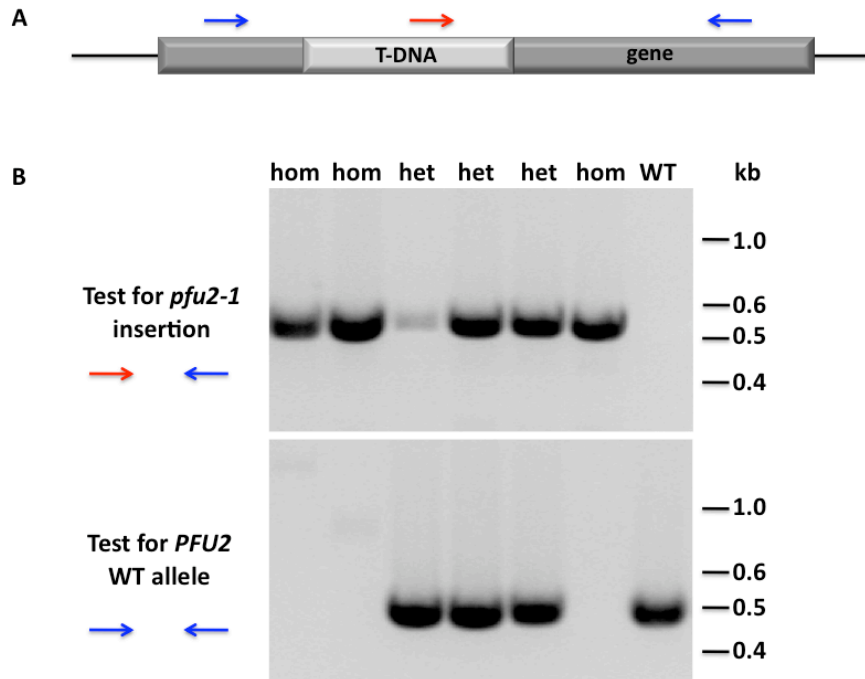 A
T-DNA gene
B
hom hom het het het hom WT kb
Test for pfu2-1
insertion
1.0
0.6
0.5
0.4
Test for PFU2
WT allele
1.0
0.6
0.5
0.4